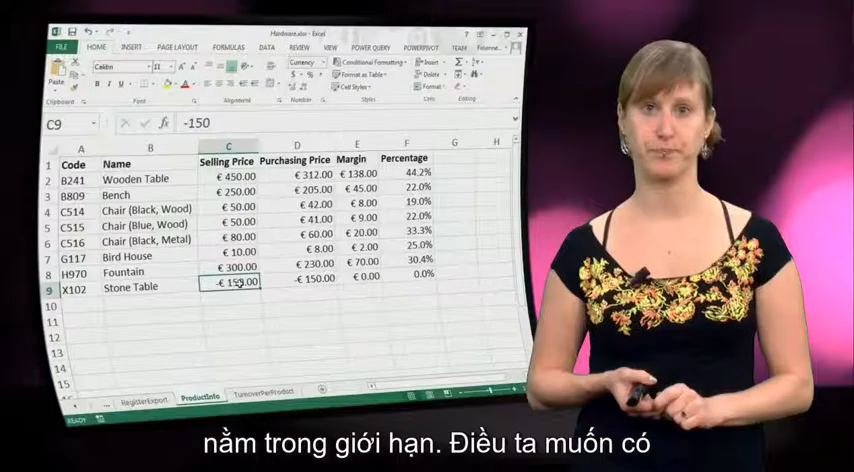 Hardware.xlsx - Excel
FILE HOME INSERT PAGE LAYOUT FORMULAS DATA REVIEW VIEW POWER QUERY POWERPIVOT TEAM
Calibri 11 Currency Conditional Formatting Insert
Paste B I U Format as Table Delete
Cell Styles Format
Clipboard Font Alignment Number Styles Cells Editing
C9 fx -150
A B C D E F G H
1 Code Name Selling Price Purchasing Price Margin Percentage
2 B241 Wooden Table € 450.00 € 312.00 € 138.00 44.2%
3 B809 Bench € 250.00 € 205.00 € 45.00 22.0%
4 C514 Chair (Black, Wood) € 50.00 € 42.00 € 8.00 19.0%
5 C515 Chair (Blue, Wood) € 50.00 € 41.00 € 9.00 22.0%
6 C516 Chair (Black, Metal) € 80.00 € 60.00 € 20.00 33.3%
7 G117 Bird House € 10.00 € 8.00 € 2.00 25.0%
8 H970 Fountain € 300.00 € 230.00 € 70.00 30.4%
9 X102 Stone Table -€ 150.00 -€ 150.00 € 0.00 0.0%
10
11
12
13
14
15
... RegisterExport ProductInfo TurnoverPerProduct
READY
nằm trong giới hạn. Điều ta muốn có